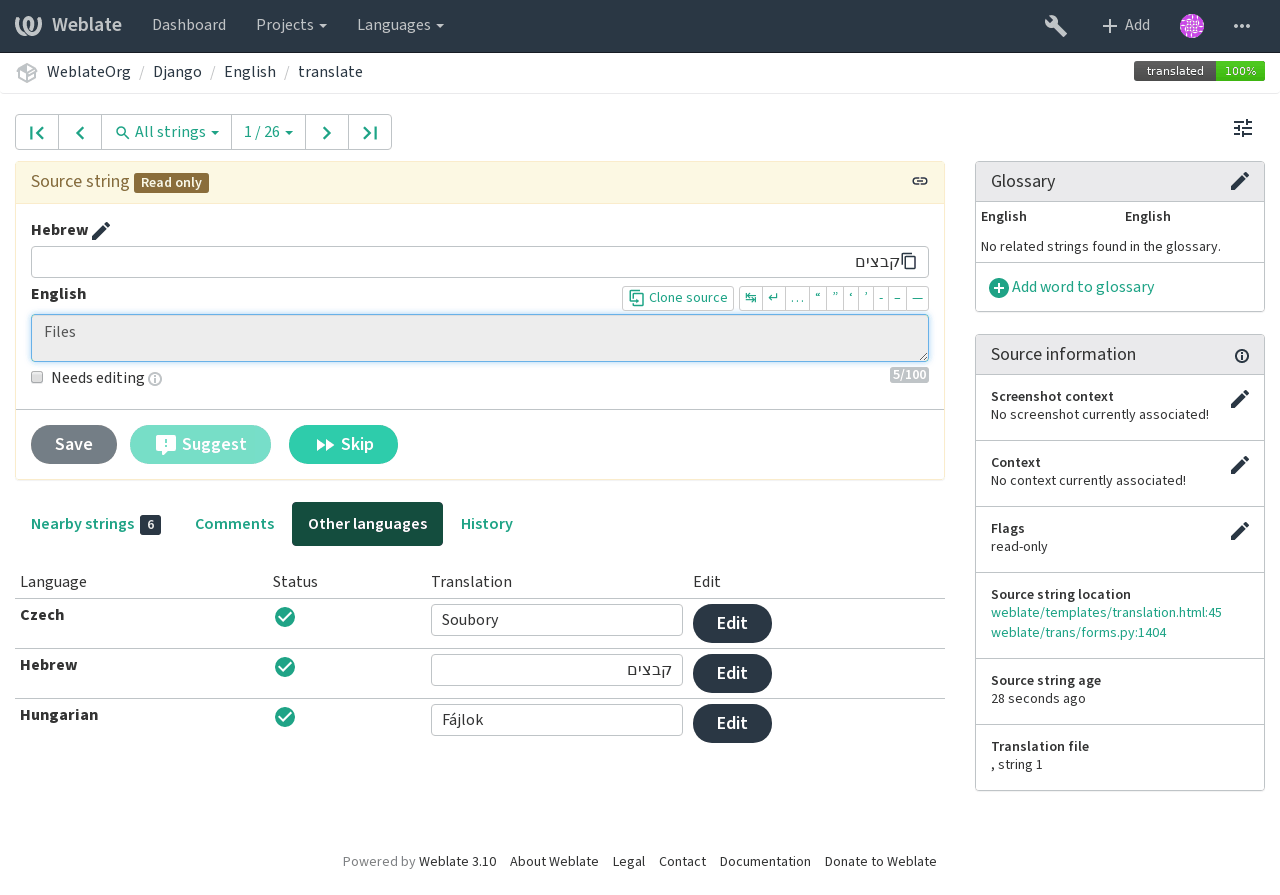 Weblate Dashboard Projects Languages Add
WeblateOrg / Django / English / translate translated 100%
All strings 1 / 26
Source string Read only
Hebrew
קבצים
English Clone source ↹ ↵ … “ ” ‘ ’ - – —
Files
Needs editing 5/100
Save Suggest Skip
Nearby strings 6 Comments Other languages History
Language Status Translation Edit
Czech Soubory Edit
Hebrew קבצים Edit
Hungarian Fájlok Edit
Glossary
English English
No related strings found in the glossary.
Add word to glossary
Source information
Screenshot context
No screenshot currently associated!
Context
No context currently associated!
Flags
read-only
Source string location
weblate/templates/translation.html:45
weblate/trans/forms.py:1404
Source string age
28 seconds ago
Translation file
, string 1
Powered by Weblate 3.10 About Weblate Legal Contact Documentation Donate to Weblate